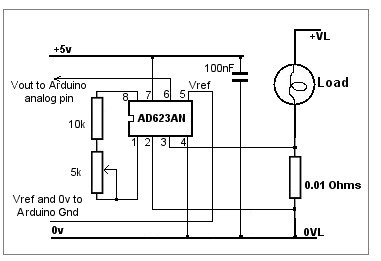 +VL
+5v
100nF
Vout to Arduino
analog pin
8 7 6 5 Vref
Load
10k
AD623AN
1 2 3 4
5k
0.01 Ohms
Vref and 0v to
Arduino Gnd
0v
0VL